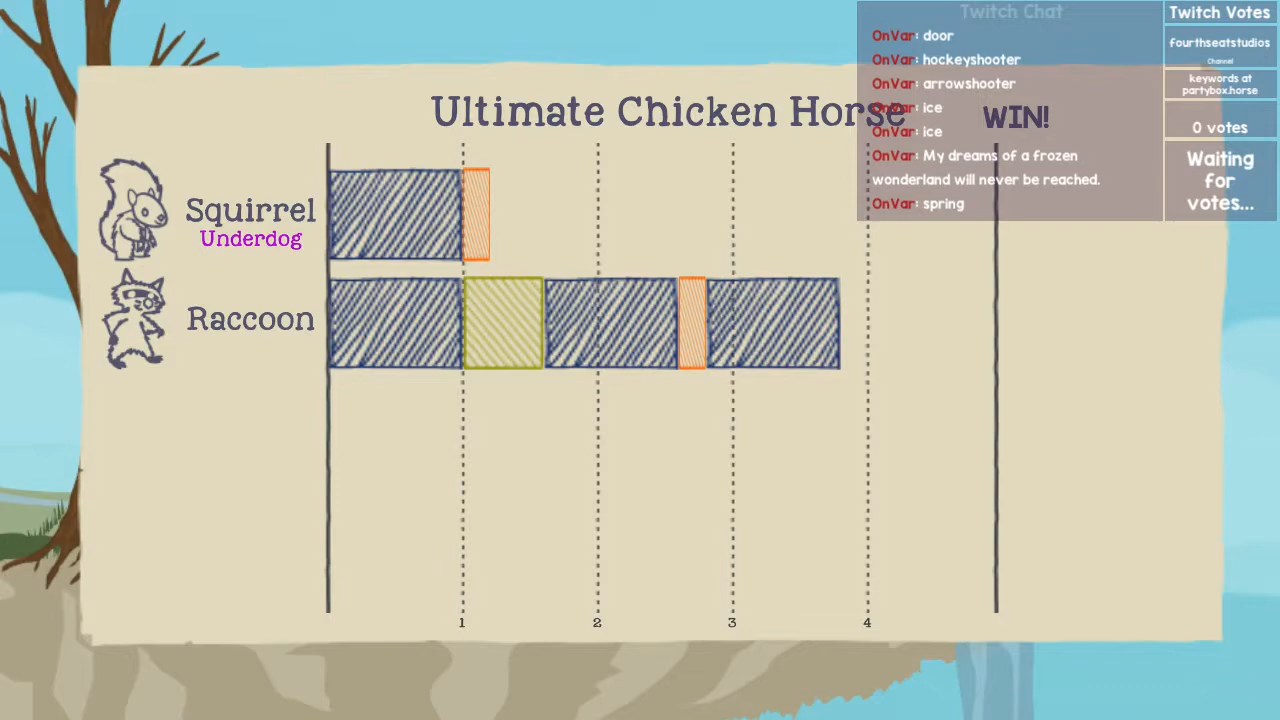 Twitch Chat
OnVar: door
OnVar: hockeyshooter
OnVar: arrowshooter
OnVar: ice
OnVar: ice
OnVar: My dreams of a frozen
wonderland will never be reached.
OnVar: spring
Twitch Votes
fourthseatstudios
Channel
keywords at
partybox.horse
0 votes
Waiting
for
votes...
Ultimate Chicken Horse
WIN!
Squirrel
Underdog
Raccoon
1 2 3 4